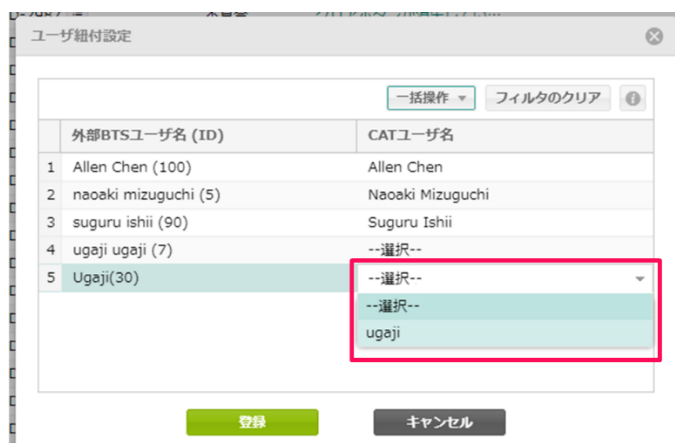 ユーザ紐付設定
一括操作 フィルタのクリア
外部BTSユーザ名 (ID) CATユーザ名
1 Allen Chen (100) Allen Chen
2 naoaki mizuguchi (5) Naoaki Mizuguchi
3 suguru ishii (90) Suguru Ishii
4 ugaji ugaji (7) --選択--
5 Ugaji(30) --選択--
--選択--
ugaji
登録 キャンセル